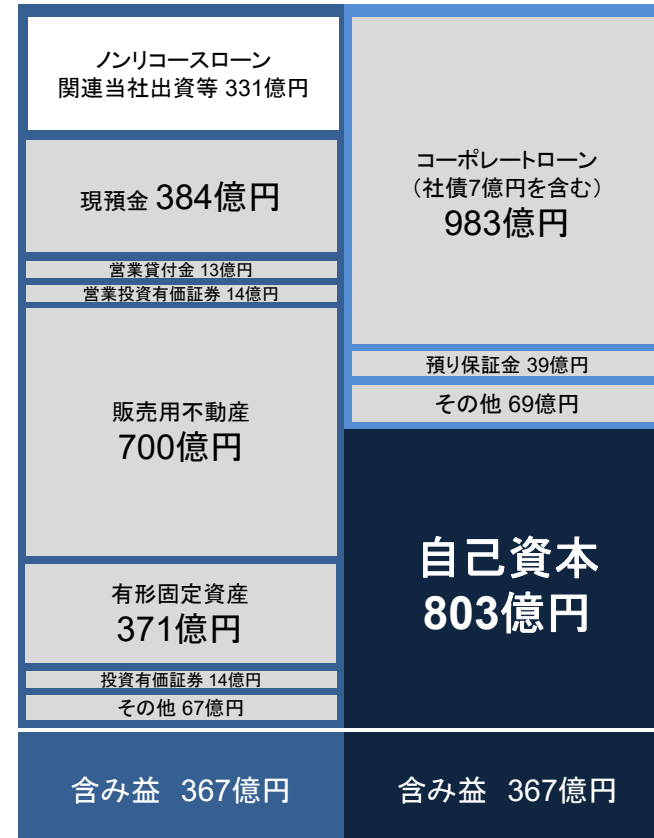 ノンリコースローン
関連当社出資等 331億円
現預金 384億円
営業貸付金 13億円
営業投資有価証券 14億円
販売用不動産
700億円
有形固定資産
371億円
投資有価証券 14億円
その他 67億円
含み益 367億円
コーポレートローン
（社債7億円を含む）
983億円
預り保証金 39億円
その他 69億円
自己資本
803億円
含み益 367億円